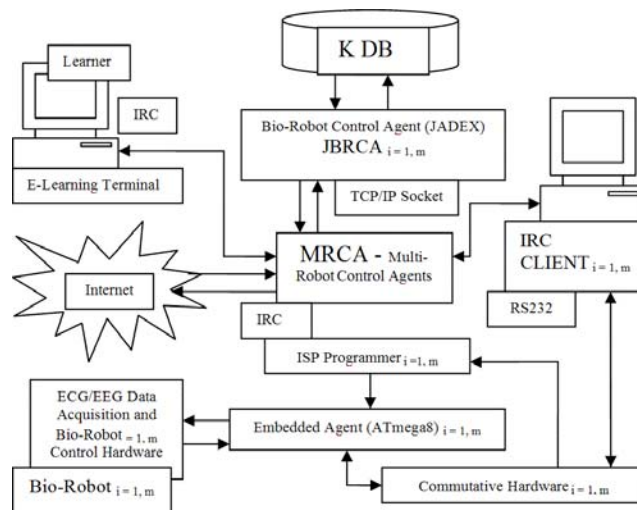 K DB
Learner
IRC
E-Learning Terminal
Bio-Robot Control Agent (JADEX)
JBRCA i = 1, m
TCP/IP Socket
MRCA - Multi-
Robot Control Agents
IRC
CLIENT i = 1, m
RS232
Internet
IRC
ISP Programmer i =1, m
ECG/EEG Data
Acquisition and
Bio-Robot = 1, m
Control Hardware
Bio-Robot i = 1, m
Embedded Agent (ATmega8) i = 1, m
Commutative Hardware i = 1, m